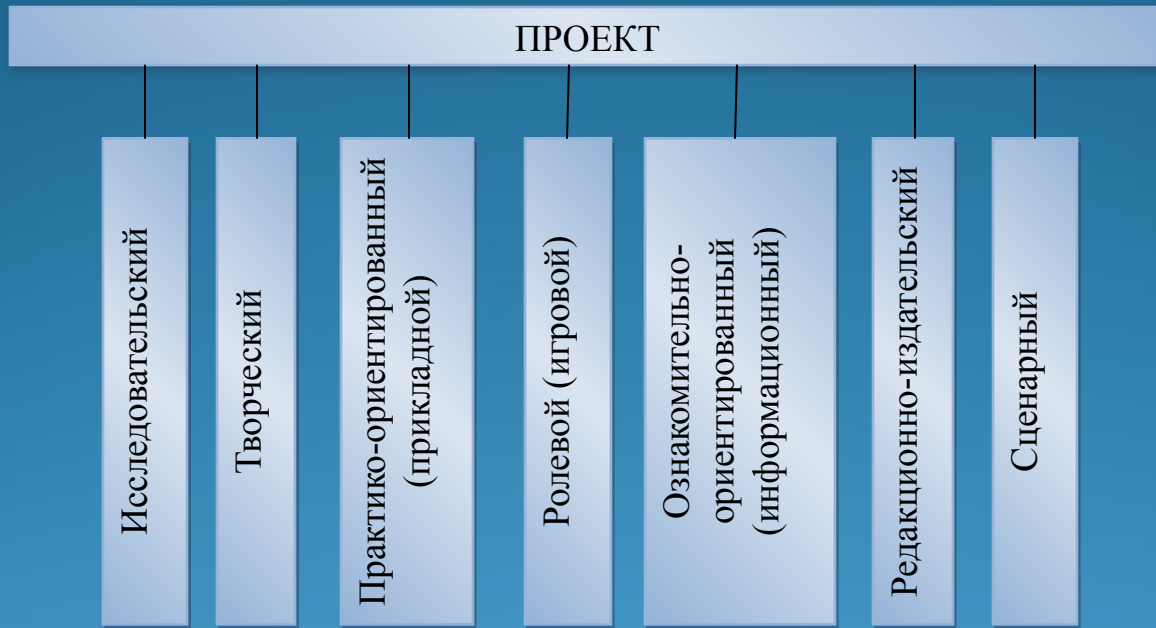 ПРОЕКТ
Исследовательский
Творческий
Практико-ориентированный
(прикладной)
Ролевой (игровой)
Ознакомительно-
ориентированный
(информационный)
Редакционно-издательский
Сценарный